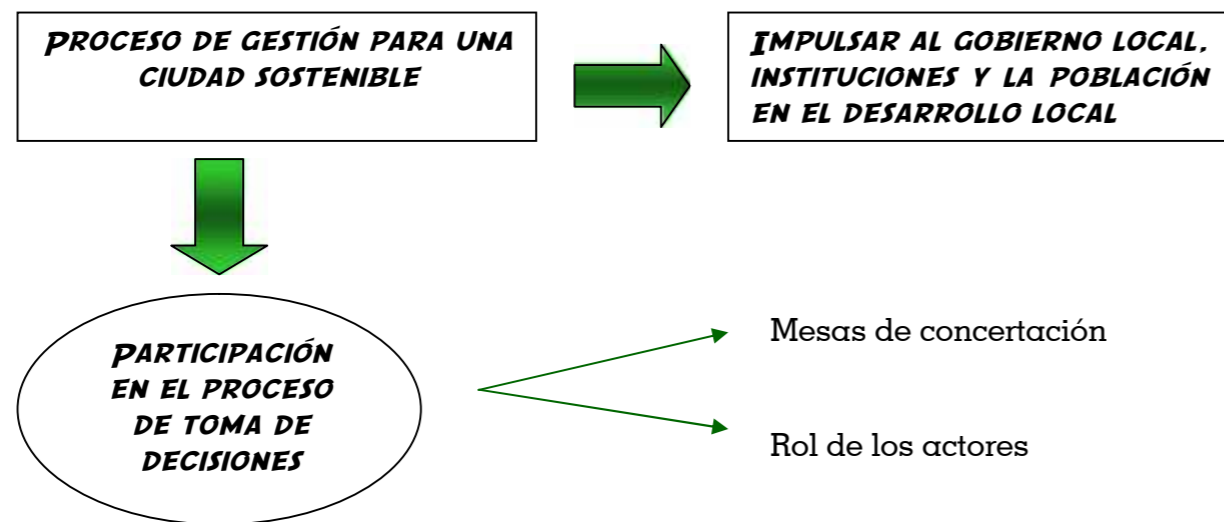 PROCESO DE GESTIÓN PARA UNA
CIUDAD SOSTENIBLE
IMPULSAR AL GOBIERNO LOCAL,
INSTITUCIONES Y LA POBLACIÓN
EN EL DESARROLLO LOCAL
PARTICIPACIÓN
EN EL PROCESO
DE TOMA DE
DECISIONES
Mesas de concertación
Rol de los actores